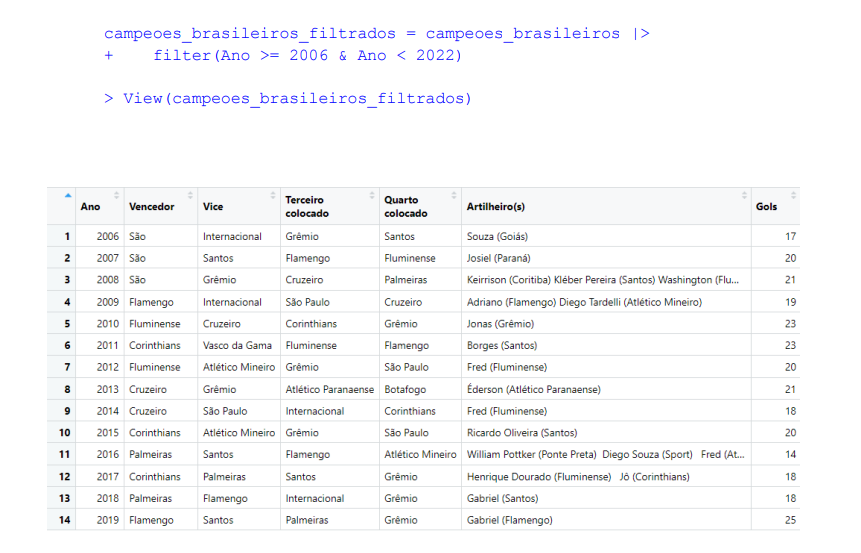 campeoes_brasileiros_filtrados = campeoes_brasileiros |>
+    filter(Ano >= 2006 & Ano < 2022)
> View(campeoes_brasileiros_filtrados)
Ano Vencedor Vice Terceiro colocado Quarto colocado Artilheiro(s) Gols
1 2006 São Internacional Grêmio Santos Souza (Goiás) 17
2 2007 São Santos Flamengo Fluminense Josiel (Paraná) 20
3 2008 São Grêmio Cruzeiro Palmeiras Keirrison (Coritiba) Kléber Pereira (Santos) Washington (Flu... 21
4 2009 Flamengo Internacional São Paulo Cruzeiro Adriano (Flamengo) Diego Tardelli (Atlético Mineiro) 19
5 2010 Fluminense Cruzeiro Corinthians Grêmio Jonas (Grêmio) 23
6 2011 Corinthians Vasco da Gama Fluminense Flamengo Borges (Santos) 23
7 2012 Fluminense Atlético Mineiro Grêmio São Paulo Fred (Fluminense) 20
8 2013 Cruzeiro Grêmio Atlético Paranaense Botafogo Éderson (Atlético Paranaense) 21
9 2014 Cruzeiro São Paulo Internacional Corinthians Fred (Fluminense) 18
10 2015 Corinthians Atlético Mineiro Grêmio São Paulo Ricardo Oliveira (Santos) 20
11 2016 Palmeiras Santos Flamengo Atlético Mineiro William Pottker (Ponte Preta) Diego Souza (Sport) Fred (At... 14
12 2017 Corinthians Palmeiras Santos Grêmio Henrique Dourado (Fluminense) Jô (Corinthians) 18
13 2018 Palmeiras Flamengo Internacional Grêmio Gabriel (Santos) 18
14 2019 Flamengo Santos Palmeiras Grêmio Gabriel (Flamengo) 25